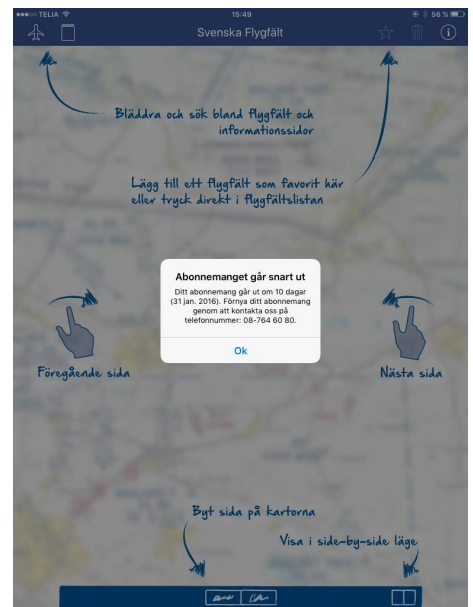 TELIA 15:49 56 %
Svenska Flygfält
Bläddra och sök bland flygfält och
informationssidor
Lägg till ett flygfält som favorit här
eller tryck direkt i flygfältslistan
Abonnemanget går snart ut
Ditt abonnemang går ut om 10 dagar
(31 jan. 2016). Förnya ditt abonnemang
genom att kontakta oss på
telefonnummer: 08-764 60 80.
Ok
Föregående sida
Nästa sida
Byt sida på kartorna
Visa i side-by-side läge